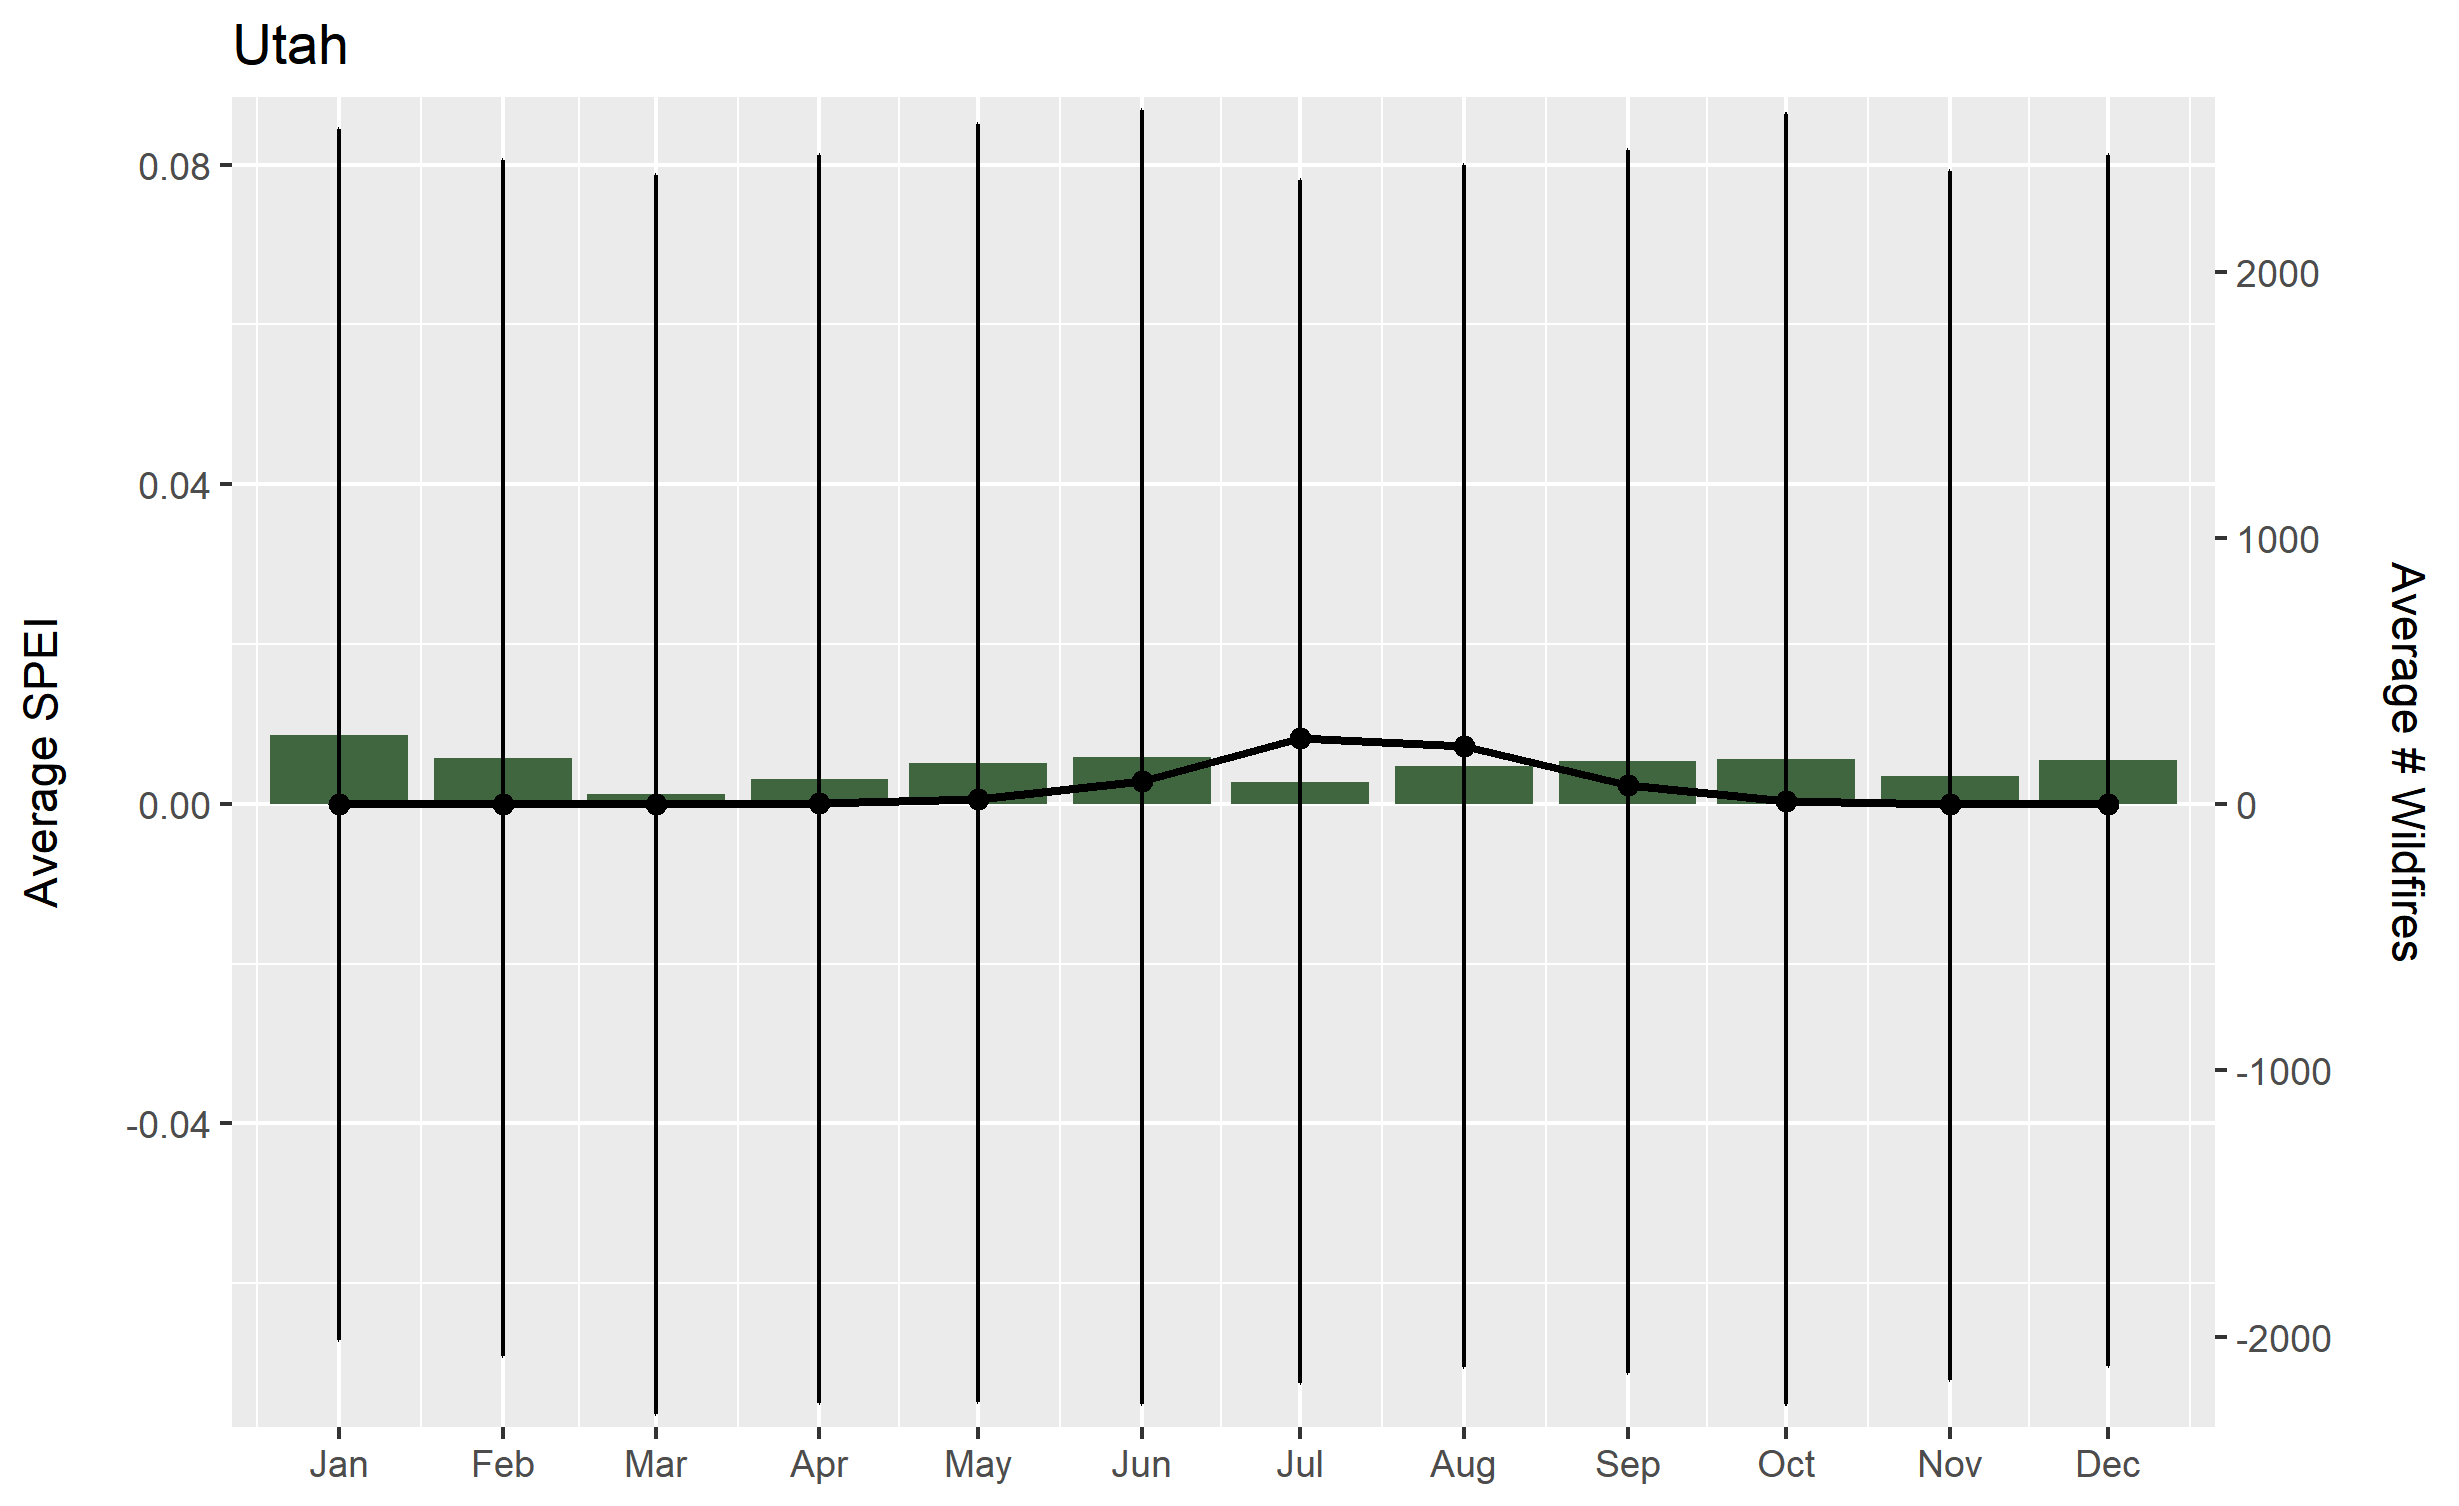 Utah
Average SPEI
0.08
0.04
0.00
-0.04
2000
1000
0
-1000
-2000
Average # Wildfires
Jan
Feb
Mar
Apr
May
Jun
Jul
Aug
Sep
Oct
Nov
Dec